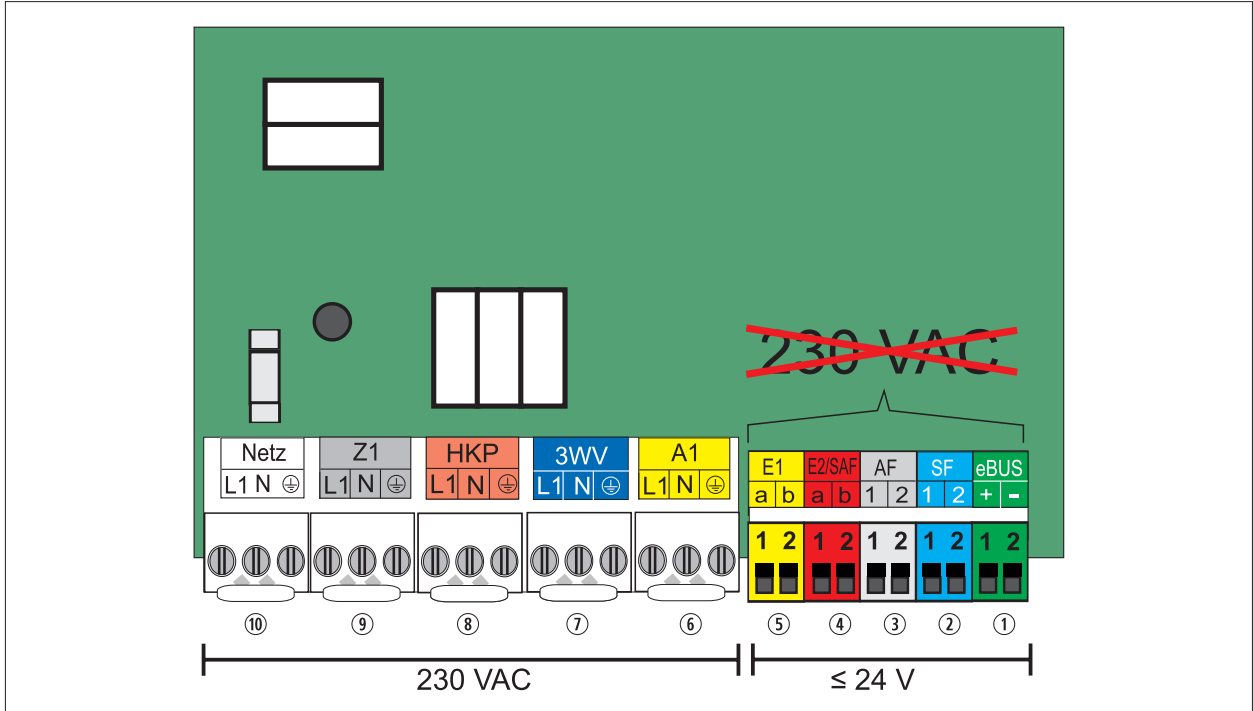 230 VAC
Netz Z1 HKP 3WV A1 E1 E2/SAF AF SF eBUS
L1 N ⏚ L1 N ⏚ L1 N ⏚ L1 N ⏚ L1 N ⏚ a b a b 1 2 1 2 + -
1 2 1 2 1 2 1 2 1 2
⑩ ⑨ ⑧ ⑦ ⑥ ⑤ ④ ③ ② ①
230 VAC ≤ 24 V